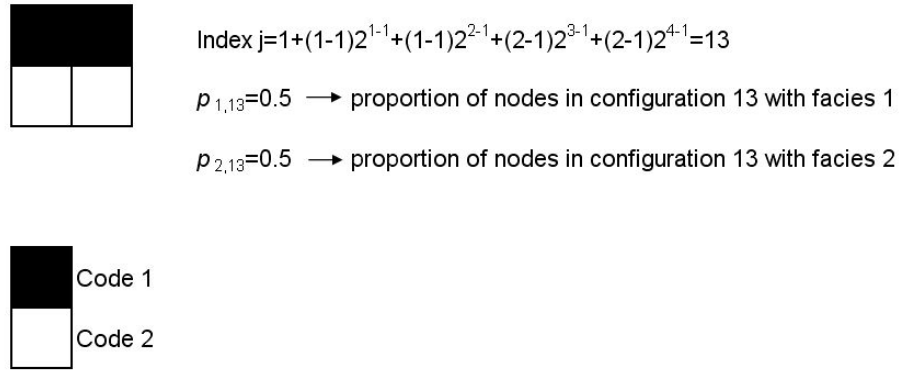 Index j=1+(1-1)2^{1-1}+(1-1)2^{2-1}+(2-1)2^{3-1}+(2-1)2^{4-1}=13
p_{1,13}=0.5 → proportion of nodes in configuration 13 with facies 1
p_{2,13}=0.5 → proportion of nodes in configuration 13 with facies 2
Code 1
Code 2